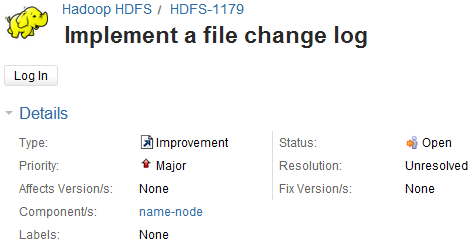 Hadoop HDFS / HDFS-1179
Implement a file change log
Log In
Details
Type: Improvement Status: Open
Priority: Major Resolution: Unresolved
Affects Version/s: None Fix Version/s: None
Component/s: name-node
Labels: None